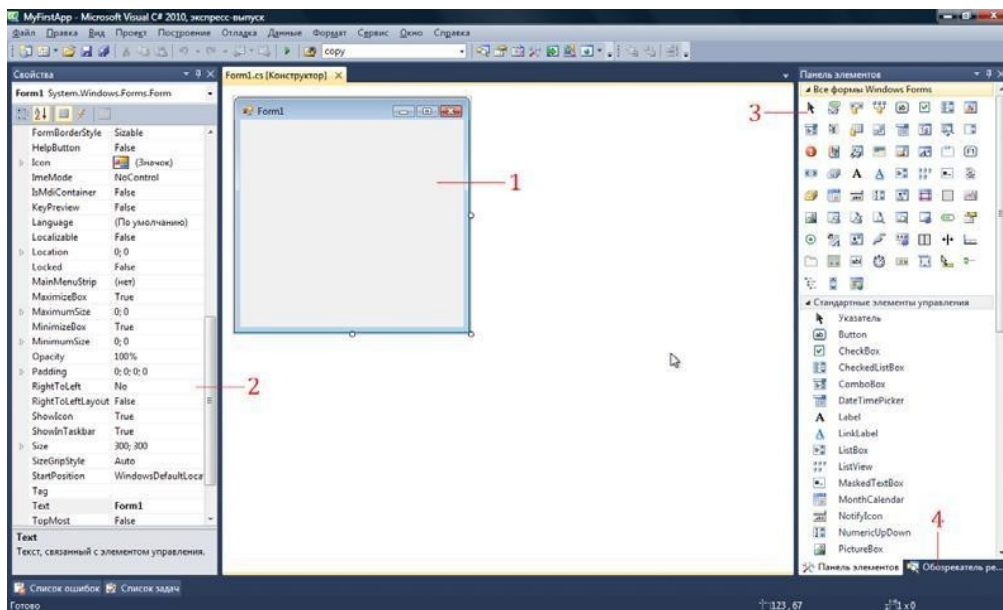 MyFirstApp - Microsoft Visual C# 2010, экспресс-выпуск
Файл Правка Вид Проект Построение Отладка Данные Формат Сервис Окно Справка
copy
Свойства
Form1 System.Windows.Forms.Form
FormBorderStyle Sizable
HelpButton False
Icon (Значок)
ImeMode NoControl
IsMdiContainer False
KeyPreview False
Language (По умолчанию)
Localizable False
Location 0; 0
Locked False
MainMenuStrip (нет)
MaximizeBox True
MaximumSize 0; 0
MinimizeBox True
MinimumSize 0; 0
Opacity 100%
Padding 0; 0; 0; 0
RightToLeft No
RightToLeftLayout False
ShowIcon True
ShowInTaskbar True
Size 300; 300
SizeGripStyle Auto
StartPosition WindowsDefaultLoca
Tag
Text Form1
TopMost False
Text
Текст, связанный с элементом управления.
2
Form1.cs [Конструктор]
Form1
1
Панель элементов
Все формы Windows Forms
3
Стандартные элементы управления
Указатель
Button
CheckBox
CheckedListBox
ComboBox
DateTimePicker
Label
LinkLabel
ListBox
ListView
MaskedTextBox
MonthCalendar
NotifyIcon
NumericUpDown
PictureBox
4
Панель элементов Обозреватель ре...
Список ошибок Список задач
Готово
123 , 67
1 x 0